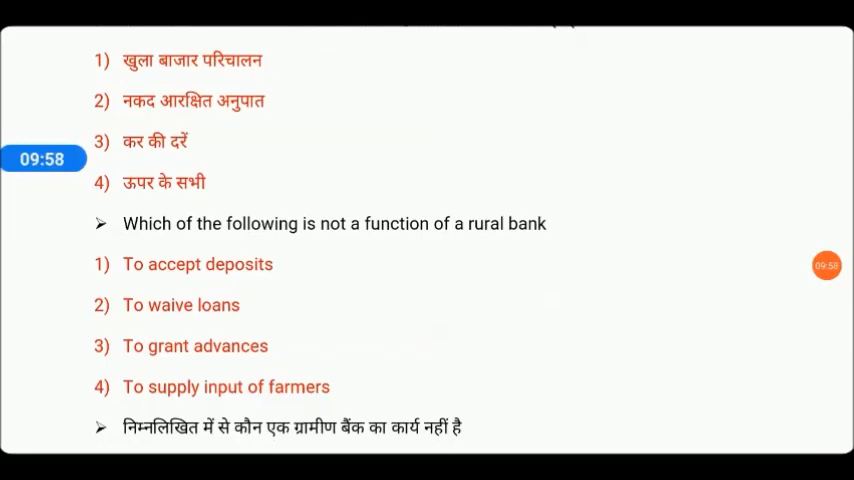 1) खुला बाजार परिचालन
2) नकद आरक्षित अनुपात
3) कर की दरें
09:58
4) ऊपर के सभी
➢ Which of the following is not a function of a rural bank
1) To accept deposits
09:58
2) To waive loans
3) To grant advances
4) To supply input of farmers
➢ निम्नलिखित में से कौन एक ग्रामीण बैंक का कार्य नहीं है